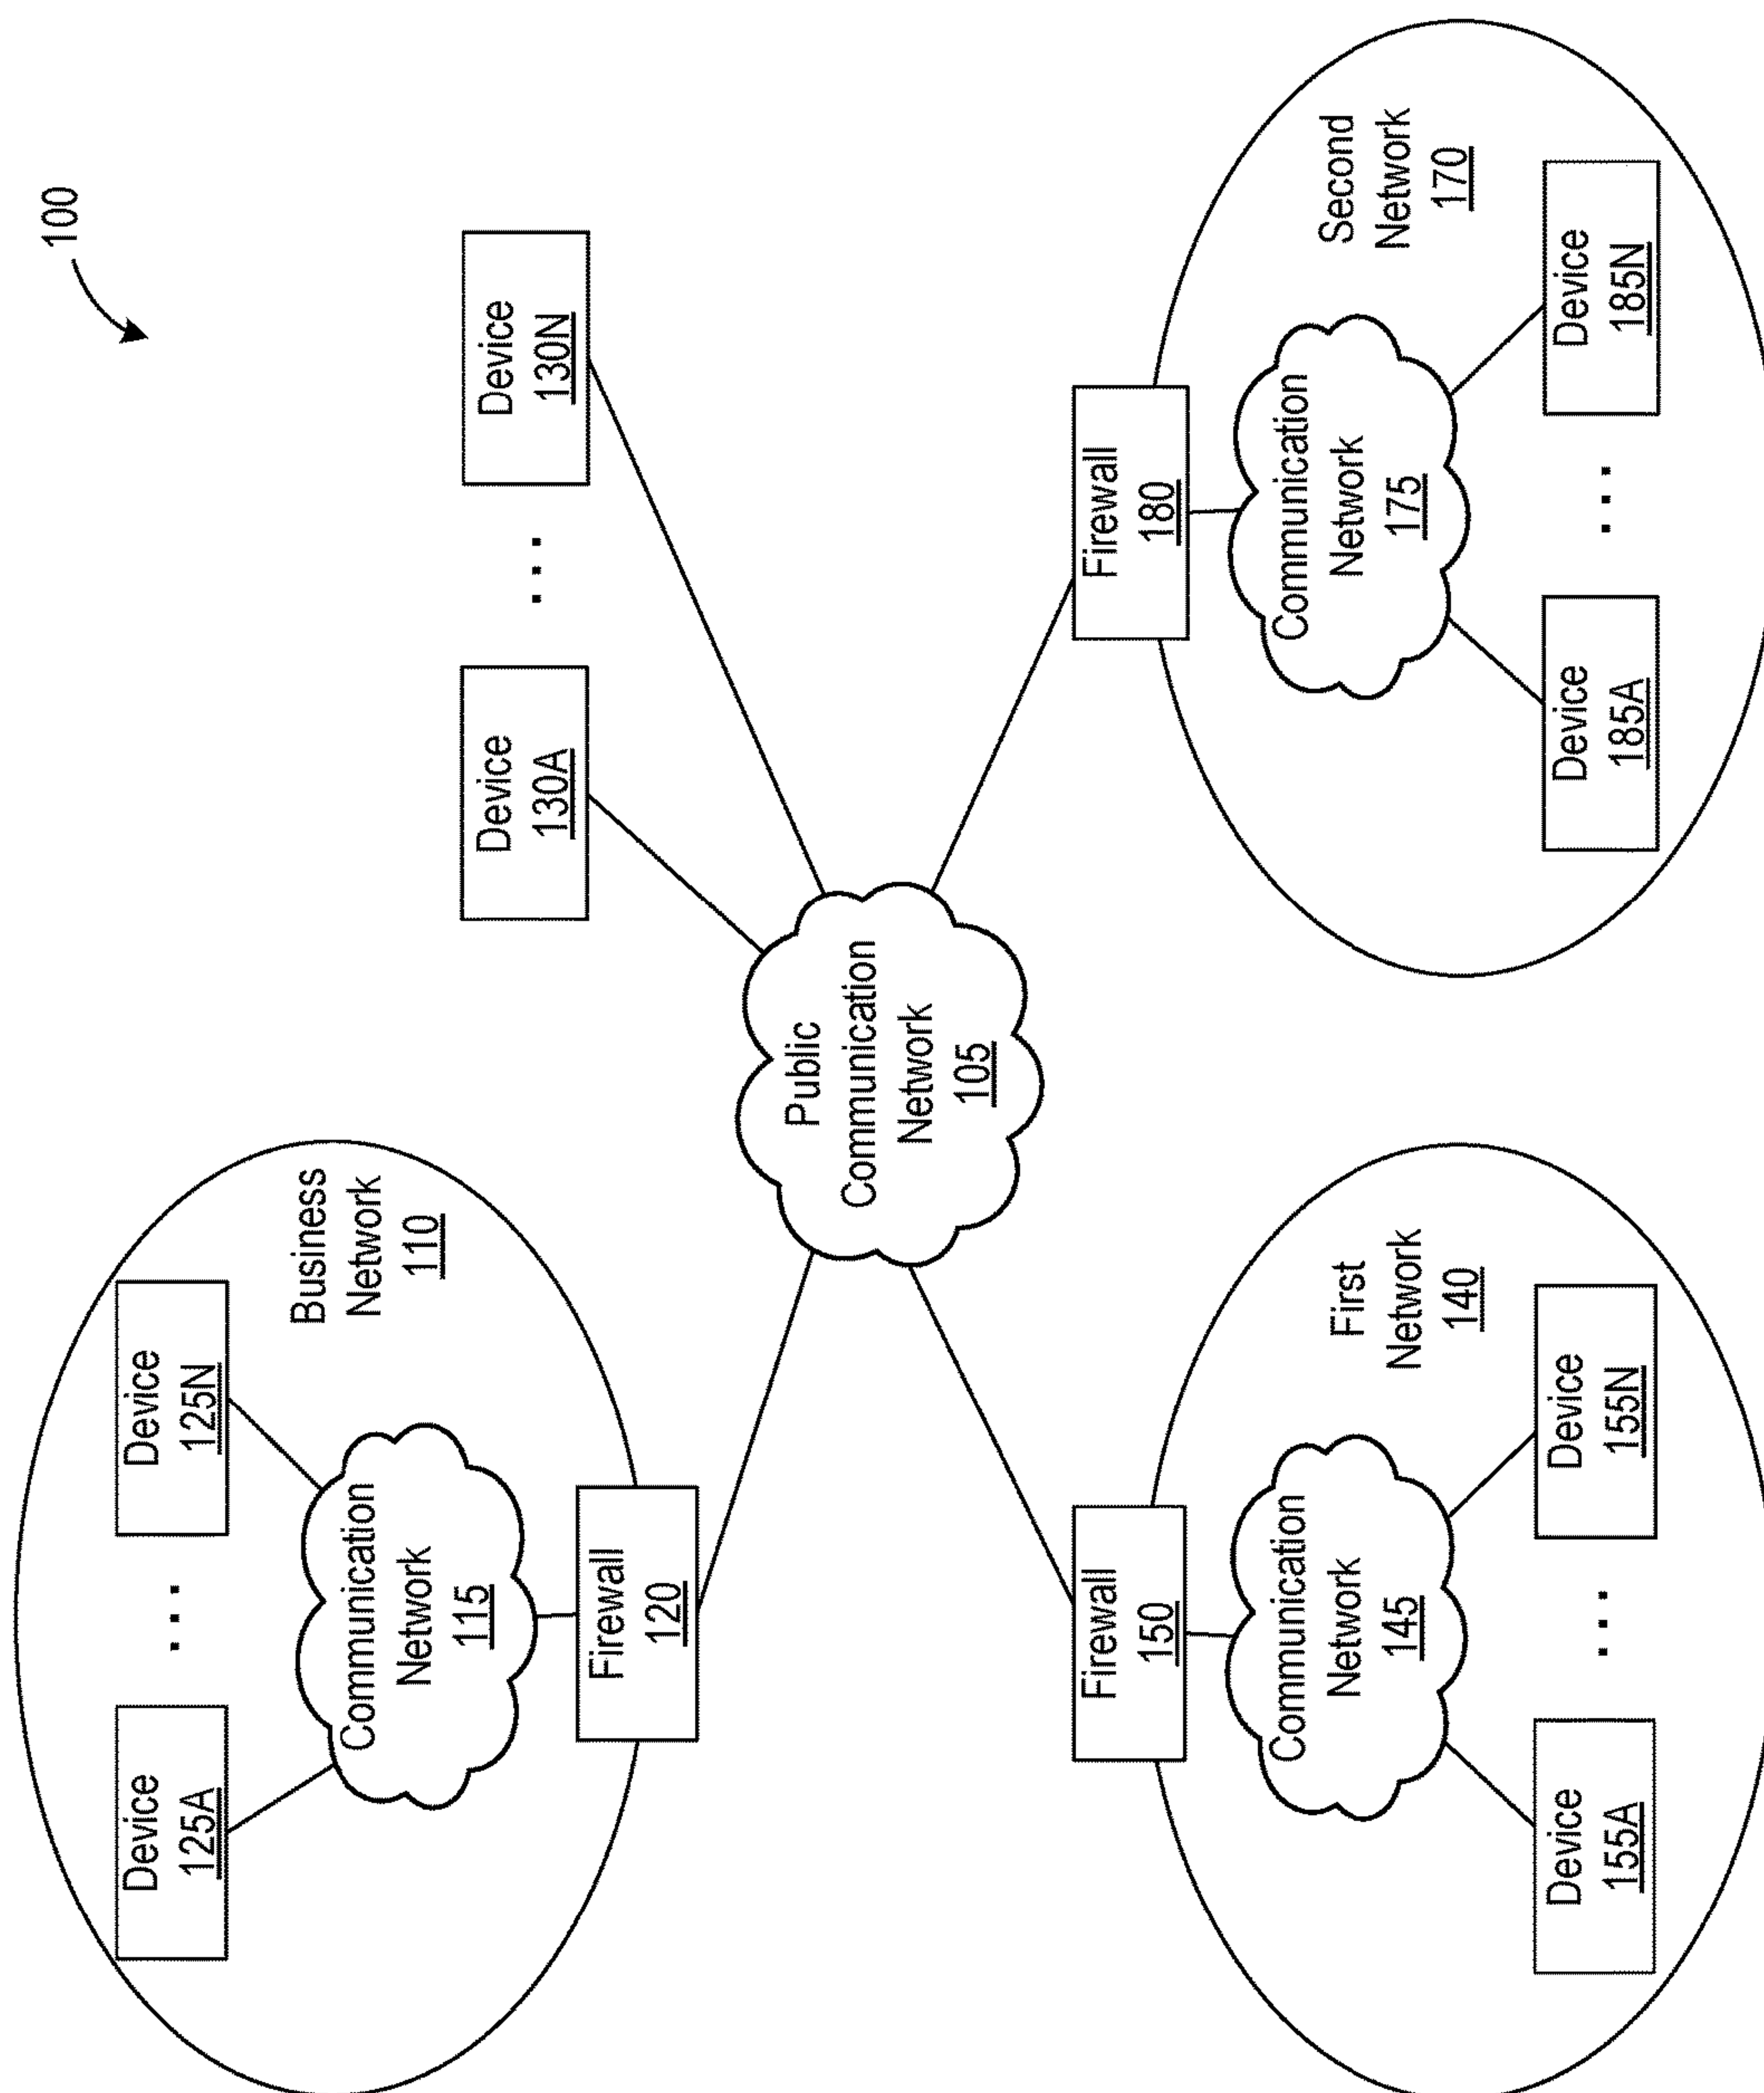 100
Device
125A
...
Device
125N
Business
Network
110
Communication
Network
115
Firewall
120
Device
130A
...
Device
130N
Public
Communication
Network
105
Firewall
150
Communication
Network
145
First
Network
140
Device
155A
...
Device
155N
Firewall
180
Communication
Network
175
Second
Network
170
Device
185A
...
Device
185N